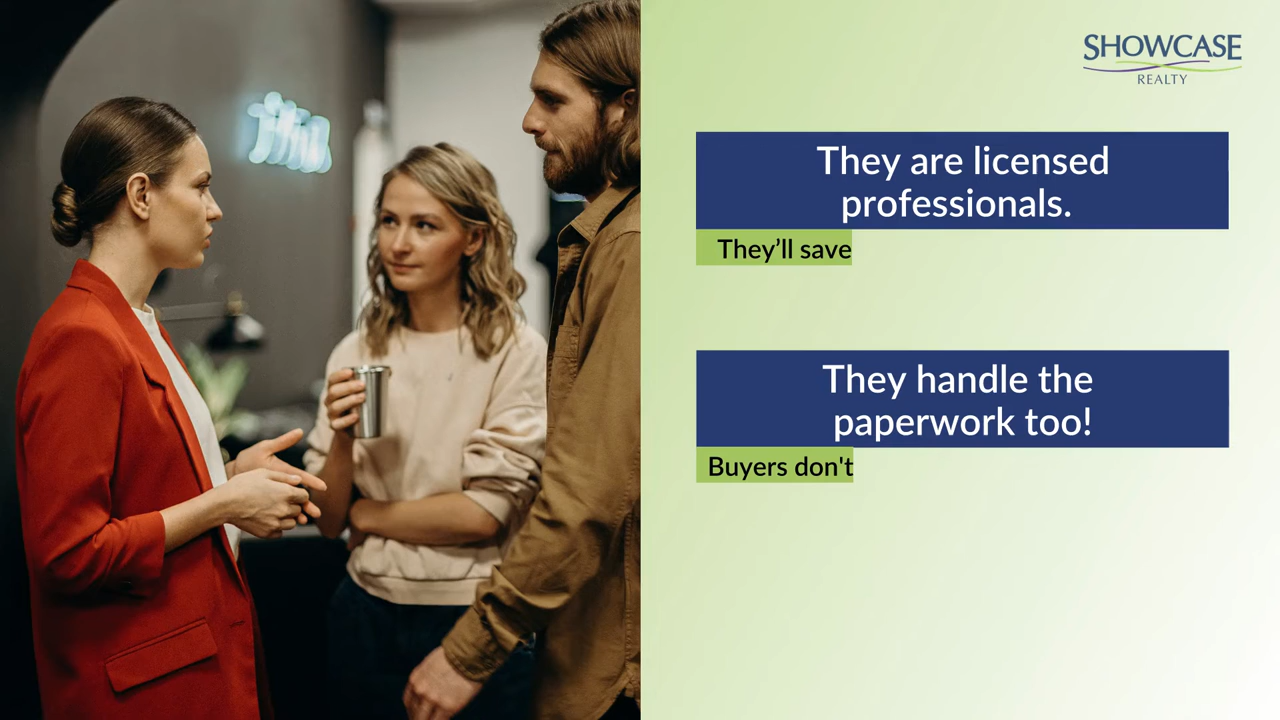 SHOWCASE
REALTY
They are licensed
professionals.
They’ll save
They handle the
paperwork too!
Buyers don't